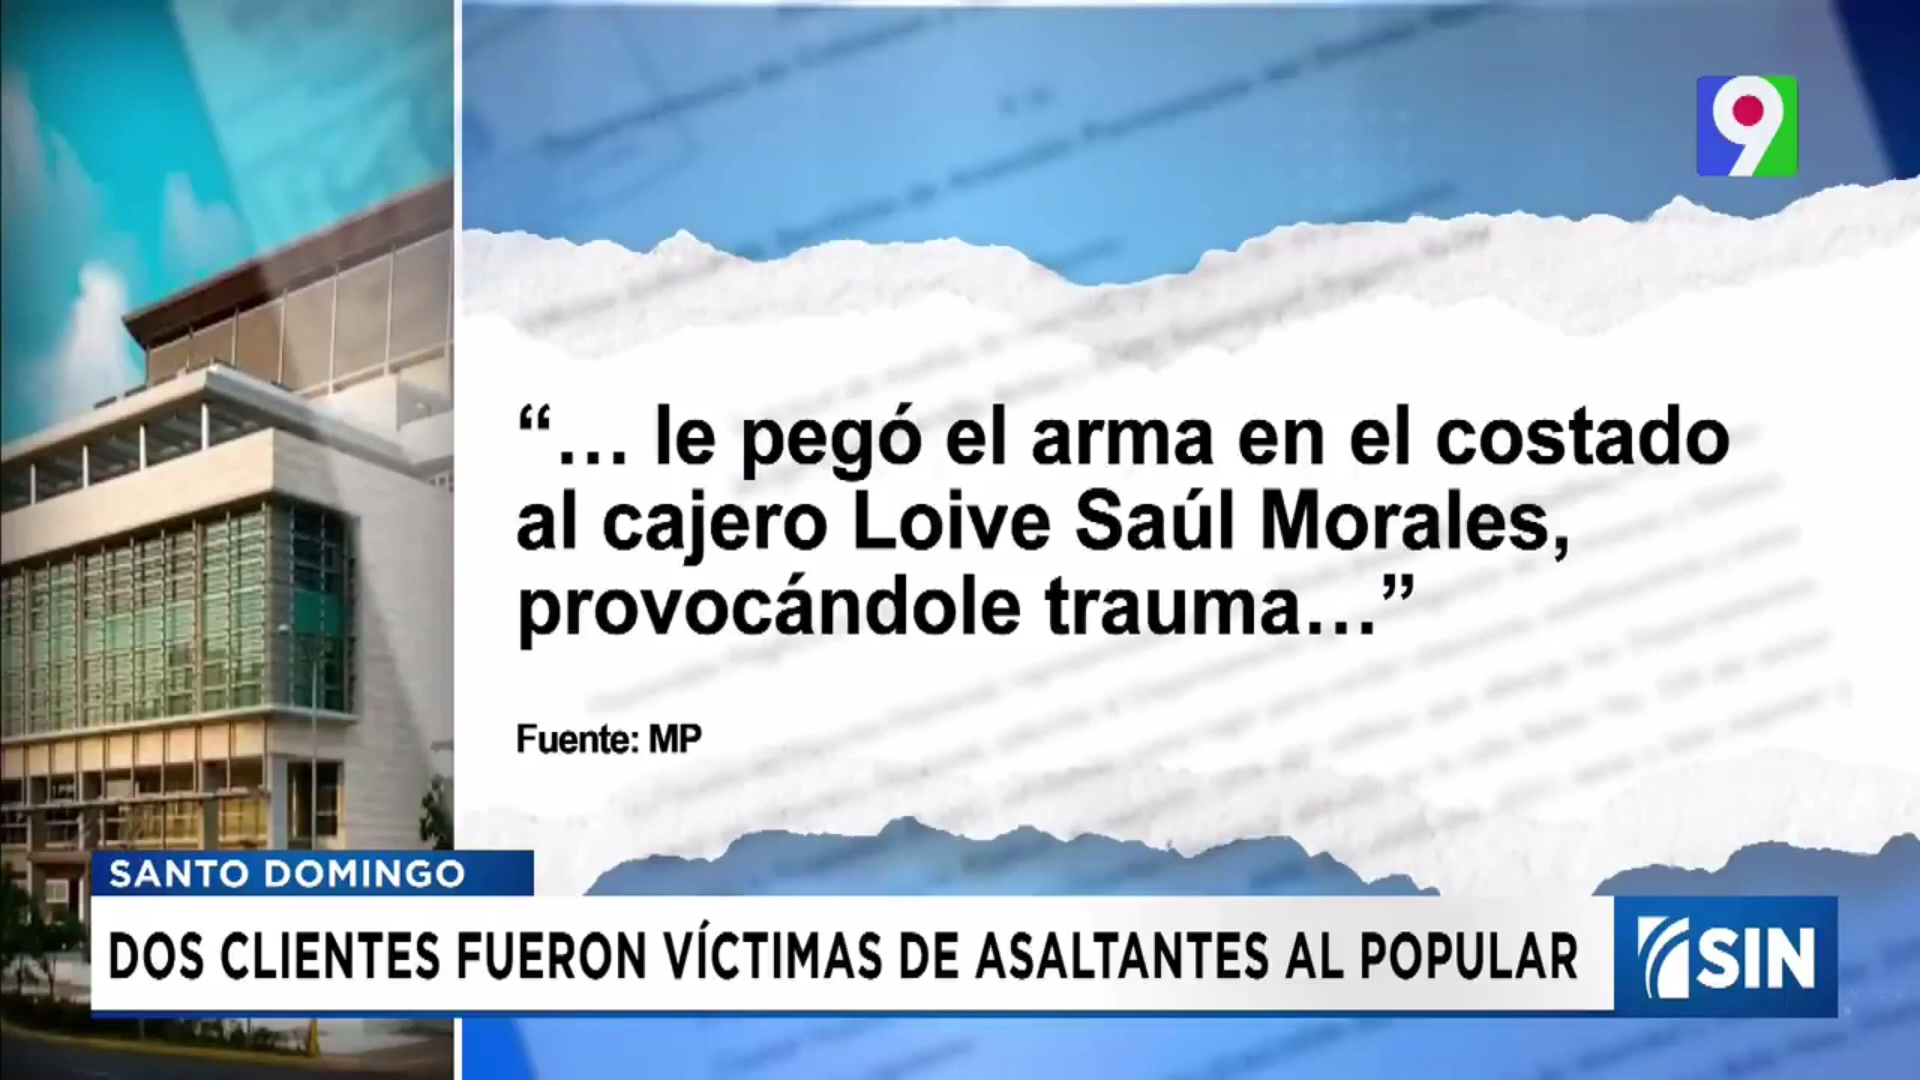 9
“... le pegó el arma en el costado
al cajero Loive Saúl Morales,
provocándole trauma...”
Fuente: MP
SANTO DOMINGO
DOS CLIENTES FUERON VÍCTIMAS DE ASALTANTES AL POPULAR
SIN